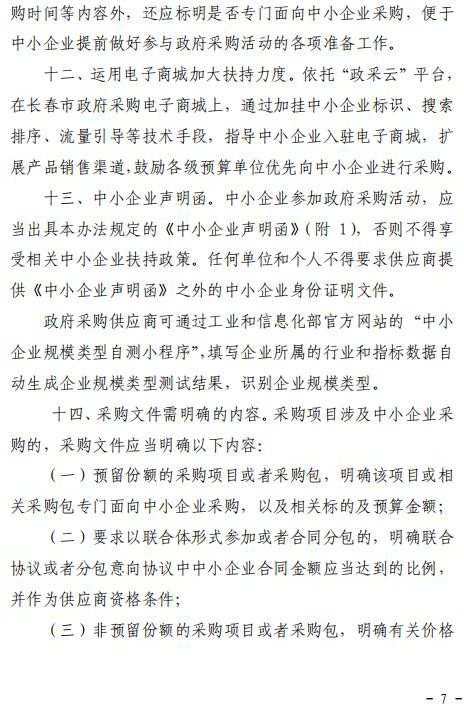 购时间等内容外，还应标明是否专门面向中小企业采购，便于
中小企业提前做好参与政府采购活动的各项准备工作。
十二、运用电子商城加大扶持力度。依托“政采云”平台，
在长春市政府采购电子商城上，通过加挂中小企业标识、搜索
排序、流量引导等技术手段，指导中小企业入驻电子商城，扩
展产品销售渠道,鼓励各级预算单位优先向中小企业进行采购。
十三、中小企业声明函。中小企业参加政府采购活动，应
当出具本办法规定的《中小企业声明函》(附 1)，否则不得享
受相关中小企业扶持政策。任何单位和个人不得要求供应商提
供《中小企业声明函》之外的中小企业身份证明文件。
政府采购供应商可通过工业和信息化部官方网站的“中小
企业规模类型自测小程序”,填写企业所属的行业和指标数据自
动生成企业规模类型测试结果，识别企业规模类型。
十四、采购文件需明确的内容。采购项目涉及中小企业采
购的，采购文件应当明确以下内容：
（一）预留份额的采购项目或者采购包，明确该项目或相
关采购包专门面向中小企业采购，以及相关标的及预算金额；
（二）要求以联合体形式参加或者合同分包的，明确联合
协议或者分包意向协议中中小企业合同金额应当达到的比例，
并作为供应商资格条件；
（三）非预留份额的采购项目或者采购包，明确有关价格
- 7 -